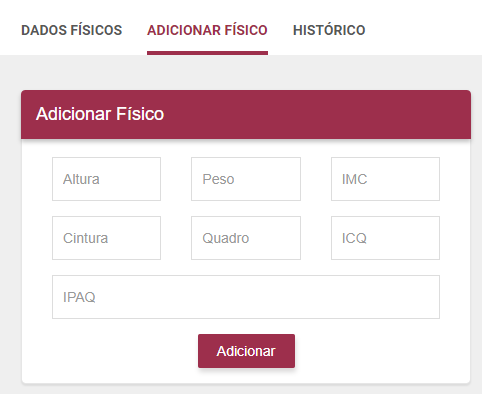 DADOS FÍSICOS ADICIONAR FÍSICO HISTÓRICO
Adicionar Físico
Altura Peso IMC
Cintura Quadro ICQ
IPAQ
Adicionar